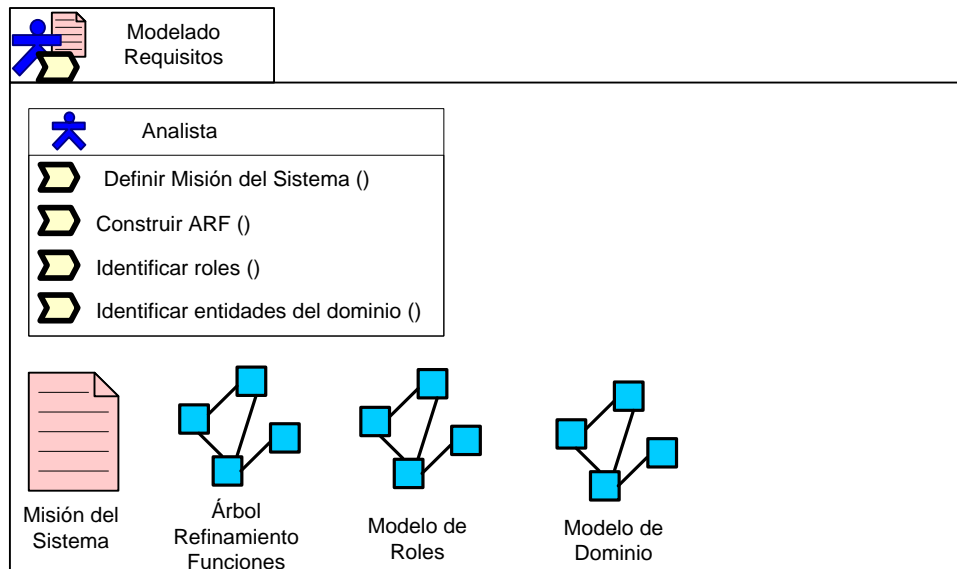 Modelado
Requisitos
Analista
Definir Misión del Sistema ()
Construir ARF ()
Identificar roles ()
Identificar entidades del dominio ()
Misión del
Sistema
Árbol
Refinamiento
Funciones
Modelo de
Roles
Modelo de
Dominio